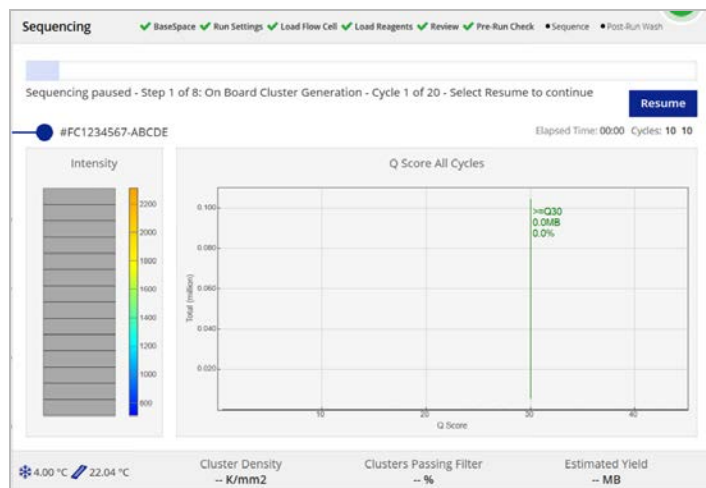 Sequencing
BaseSpace Run Settings Load Flow Cell Load Reagents Review Pre-Run Check Sequence Post-Run Wash
Sequencing paused - Step 1 of 8: On Board Cluster Generation - Cycle 1 of 20 - Select Resume to continue
Resume
#FC1234567-ABCDE
Elapsed Time: 00:00 Cycles: 10 10
Intensity
2200
2000
1800
1600
1400
1200
1000
800
Q Score All Cycles
Total (million)
0.100
0.080
0.060
0.040
0.020
>=Q30
0.0MB
0.0%
10 20 30 40
Q Score
4.00 °C 22.04 °C
Cluster Density
-- K/mm2
Clusters Passing Filter
-- %
Estimated Yield
-- MB